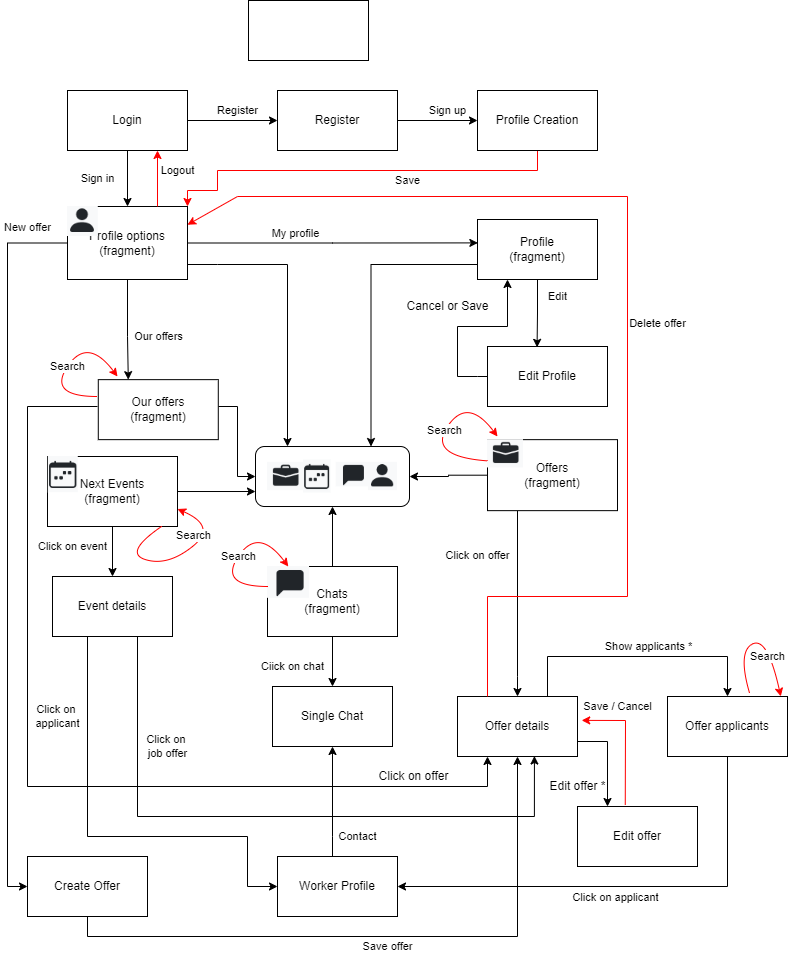 Login
Register
Register
Sign up
Profile Creation
Sign in
Logout
Save
New offer
Profile options
(fragment)
My profile
Profile
(fragment)
Cancel or Save
Edit
Delete offer
Our offers
Search
Edit Profile
Our offers
(fragment)
Search
Next Events
(fragment)
Offers
(fragment)
Search
Click on event
Search
Click on offer
Event details
Chats
(fragment)
Ciick on chat
Show applicants *
Search
Click on
applicant
Single Chat
Save / Cancel
Offer details
Offer applicants
Click on
job offer
Click on offer
Edit offer *
Contact
Edit offer
Create Offer
Worker Profile
Click on applicant
Save offer